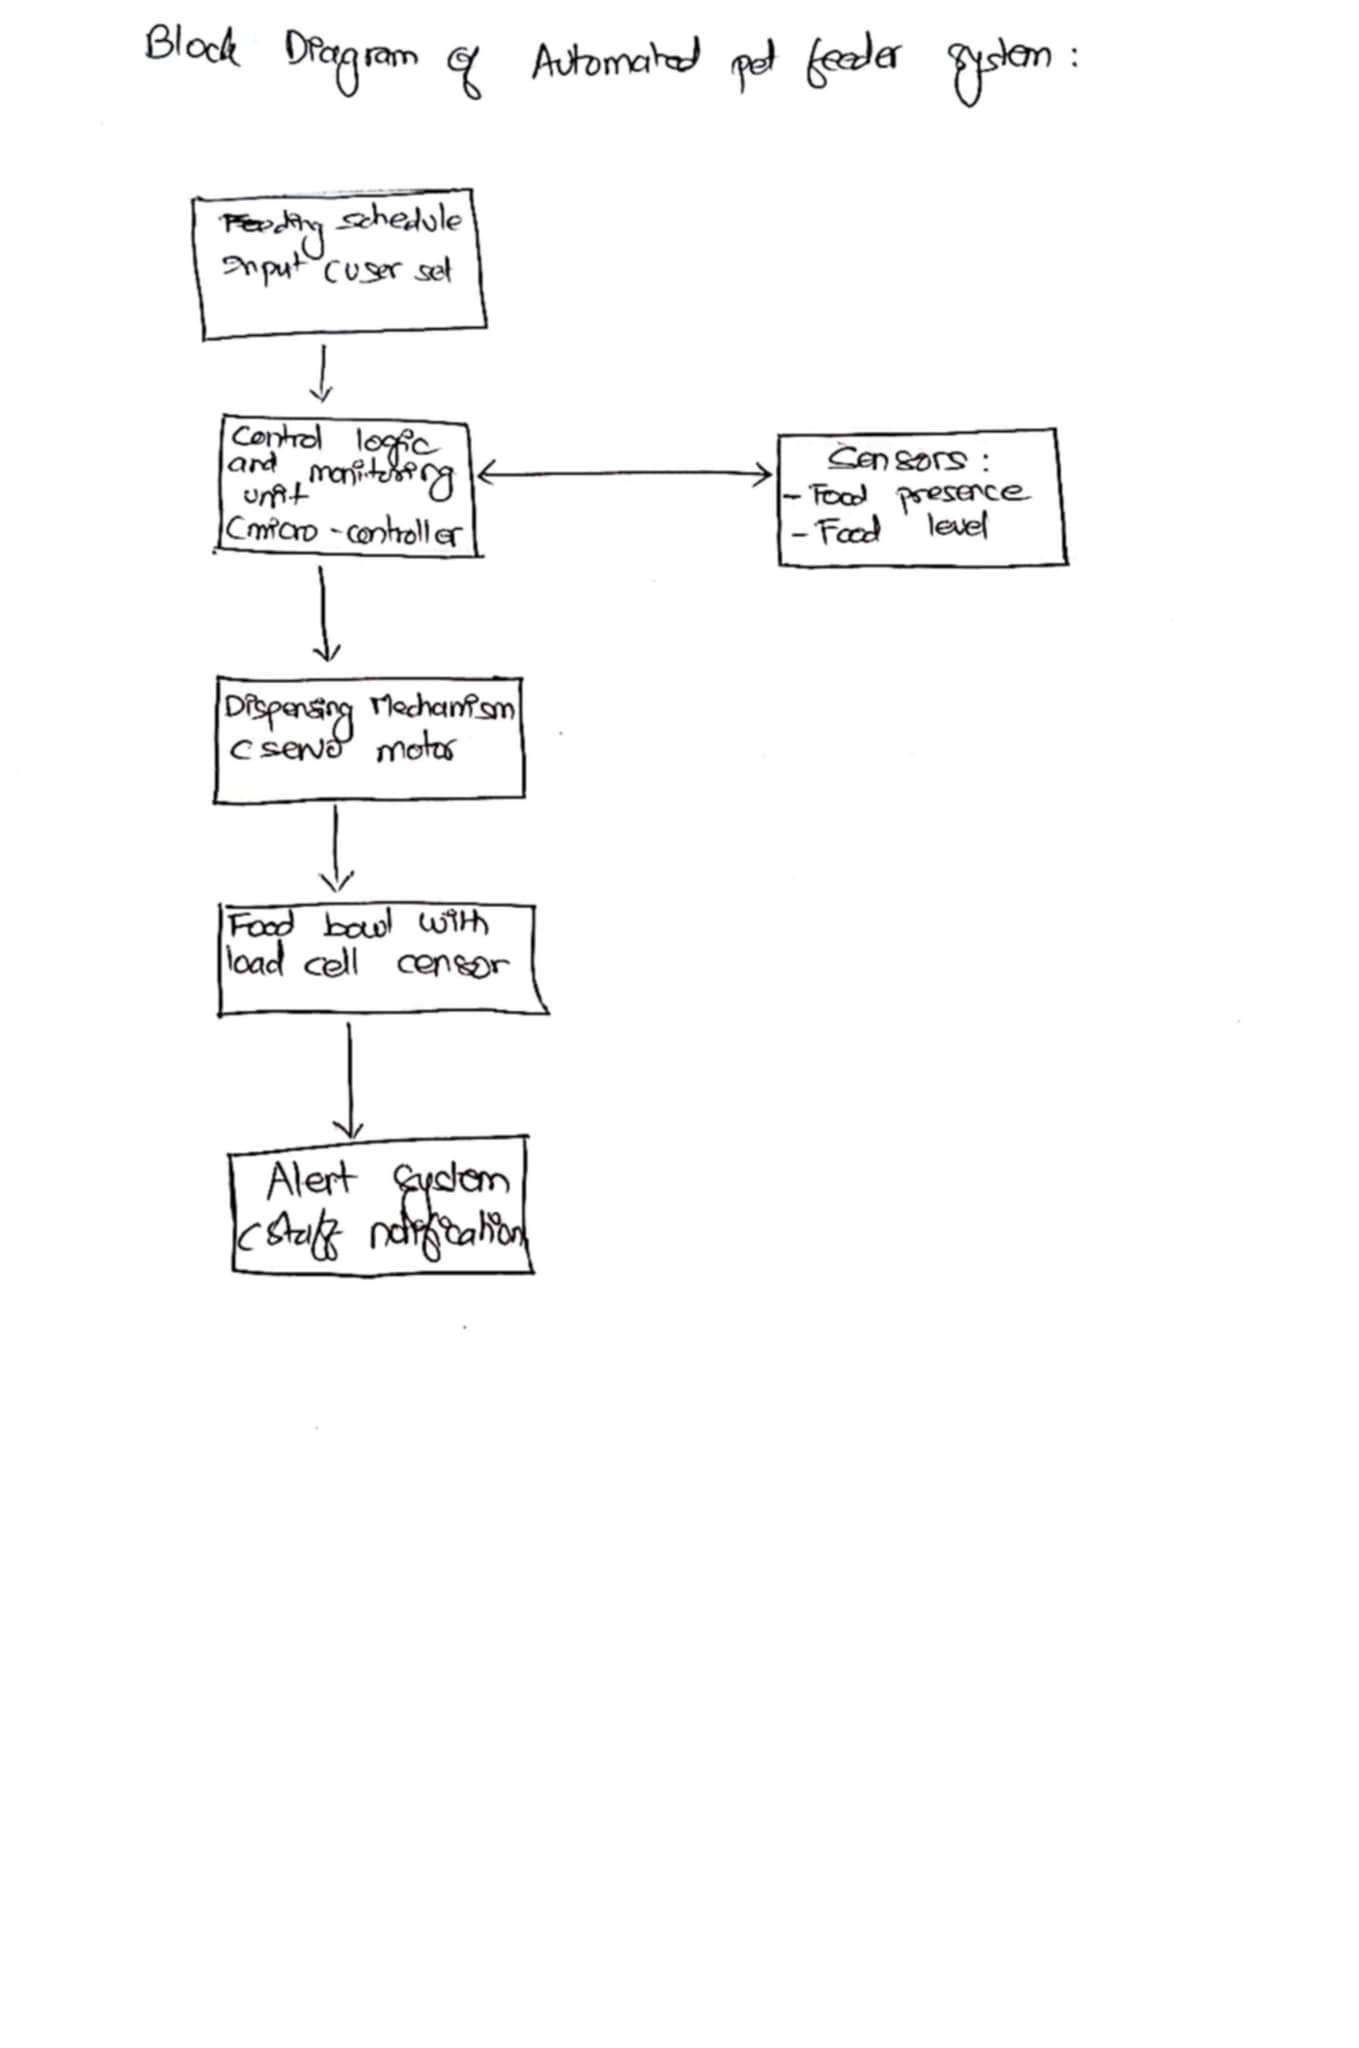 Block Diagram of Automated pet feeder system :
Feeding schedule
Input (user set
Control logic
and monitoring
unit
(micro-controller
Sensors :
- Food presence
- Food level
Dispensing Mechanism
(servo motor
Food bowl with
load cell censor
Alert system
(staff notification